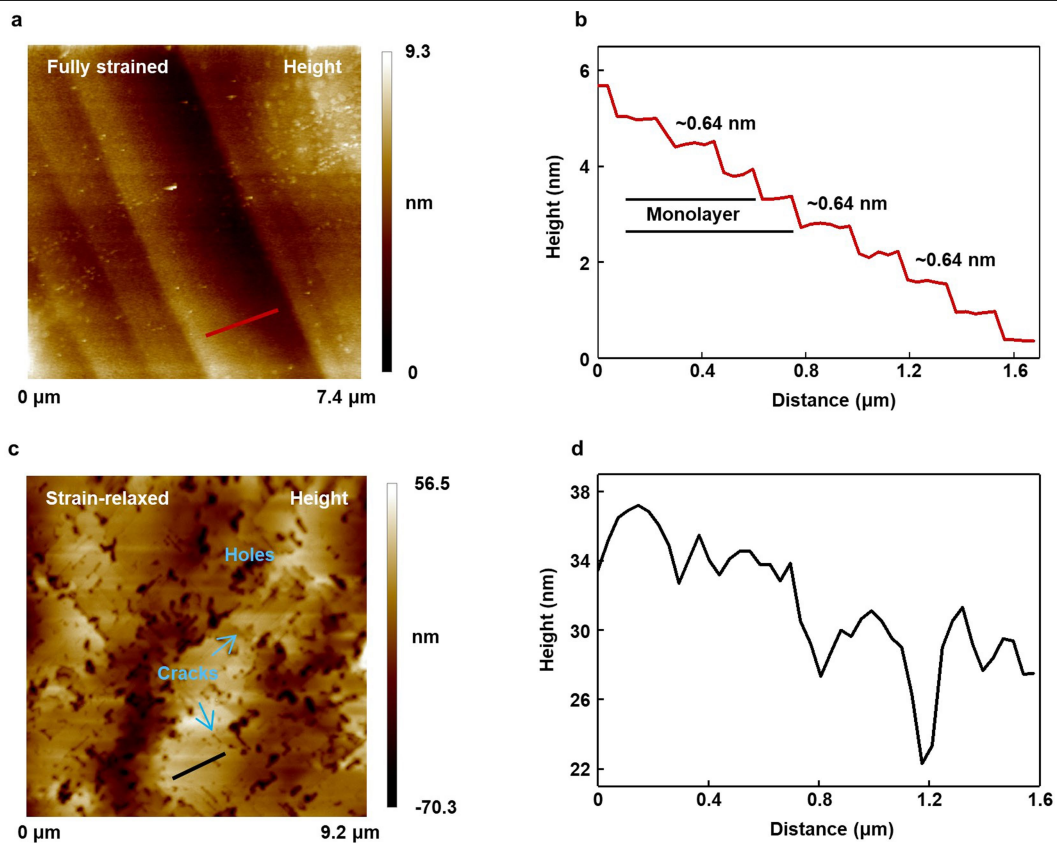 a
Fully strained Height
9.3
nm
0
0 μm 7.4 μm
b
Height (nm)
6
4
2
0
~0.64 nm
~0.64 nm
~0.64 nm
Monolayer
0 0.4 0.8 1.2 1.6
Distance (μm)
c
Strain-relaxed Height
Holes
Cracks
56.5
nm
-70.3
0 μm 9.2 μm
d
Height (nm)
38
34
30
26
22
0 0.4 0.8 1.2 1.6
Distance (μm)